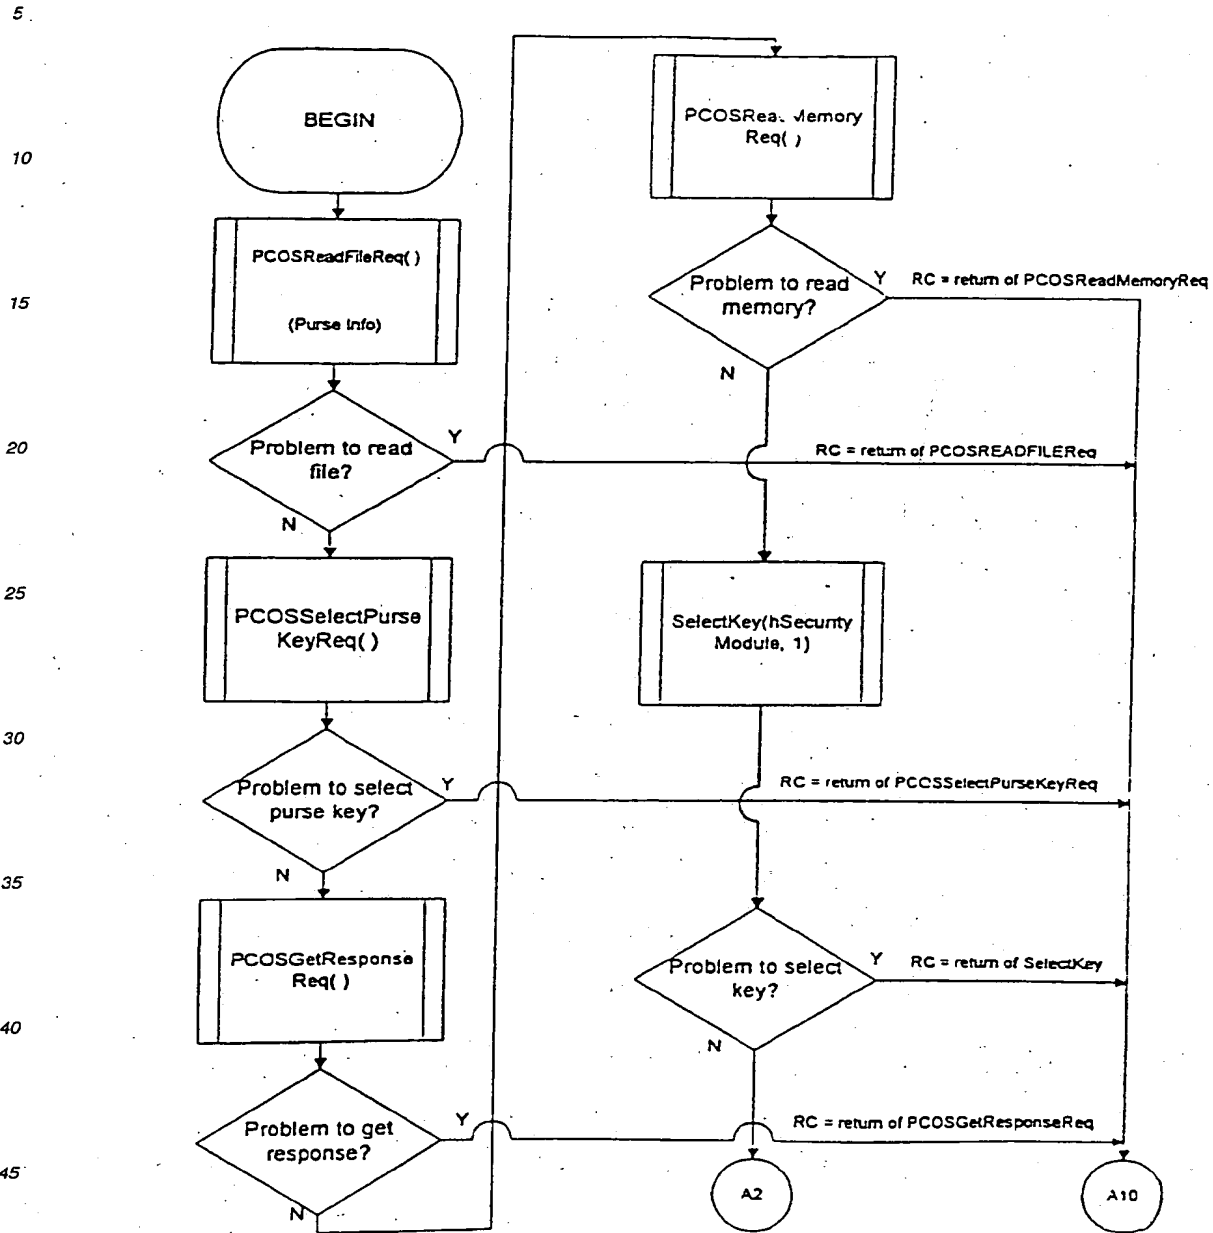 5
BEGIN
10
PCOSReadFileReq( )
(Purse Info)
15
Problem to read
file?
Y
RC = return of PCOSREADFILEReq
20
N
25
PCOSSelectPurse
KeyReq( )
30
Problem to select
purse key?
Y
RC = return of PCOSSelectPurseKeyReq
N
35
PCOSGetResponse
Req( )
40
Problem to get
response?
Y
RC = return of PCOSGetResponseReq
45
N
Req( )
Problem to read
memory?
Y
RC = return of PCOSReadMemoryReq
N
SelectKey(hSecurity
Module, 1)
Problem to select
key?
Y
RC = return of SelectKey
N
A2
A10